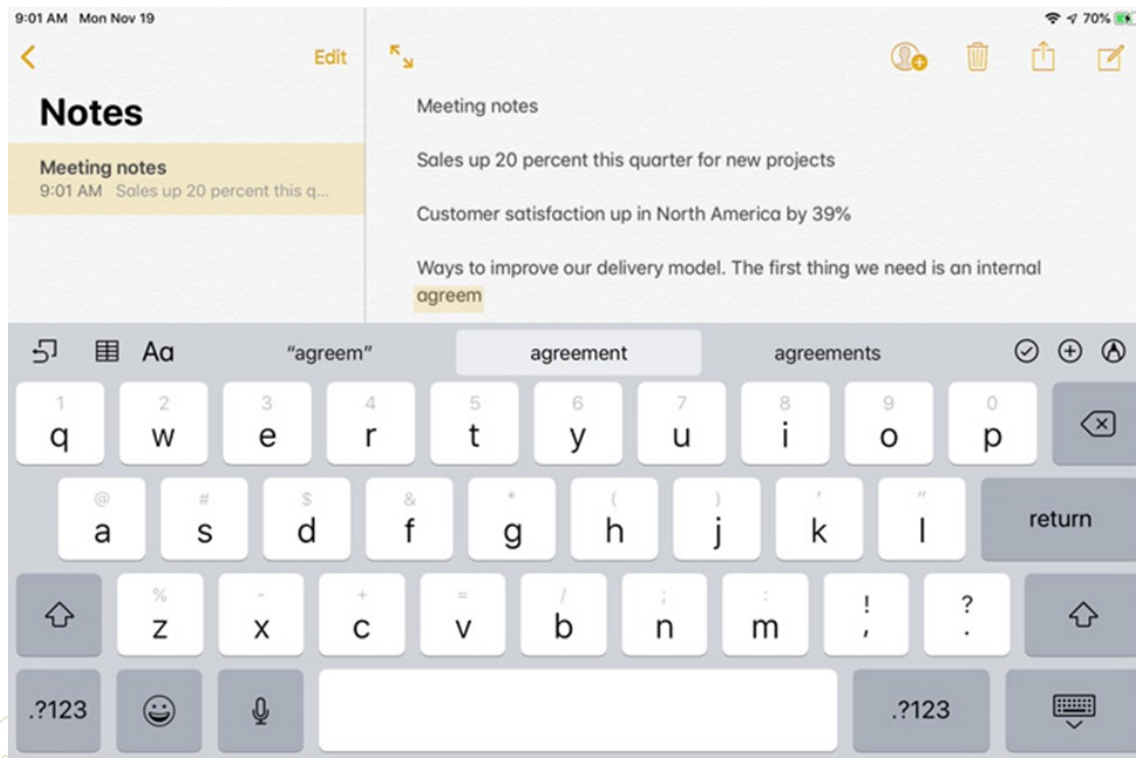 9:01 AM Mon Nov 19
70%
Edit
Notes
Meeting notes
9:01 AM Sales up 20 percent this q...
Meeting notes
Sales up 20 percent this quarter for new projects
Customer satisfaction up in North America by 39%
Ways to improve our delivery model. The first thing we need is an internal
agreem
Aa “agreem” agreement agreements
1 2 3 4 5 6 7 8 9 0
q w e r t y u i o p
@ # $ & * ( ) ' "
a s d f g h j k l return
% - + = / ; : ! ?
z x c v b n m , .
.?123 .?123